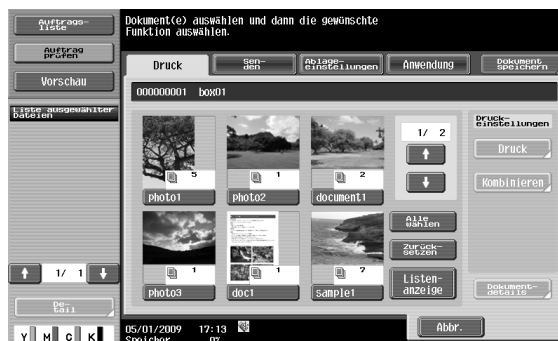 Auftrags-
liste
Auftrag
prüfen
Vorschau
Liste ausgewählter
Dateien
1/ 1
De-
tail
Y M C K
Dokument(e) auswählen und dann die gewünschte
Funktion auswählen.
Druck
Sen-
den
Ablage-
einstellungen
Anwendung
Dokument
speichern
000000001 box01
5
photo1
1
photo2
2
document1
1
photo3
1
doc1
7
sample1
1/ 2
Alle
wählen
Zurück-
setzen
Listen-
anzeige
Druck-
einstellungen
Druck
Kombinieren
Dokument-
details
05/01/2009 17:13
Speicher 0%
Abbr.